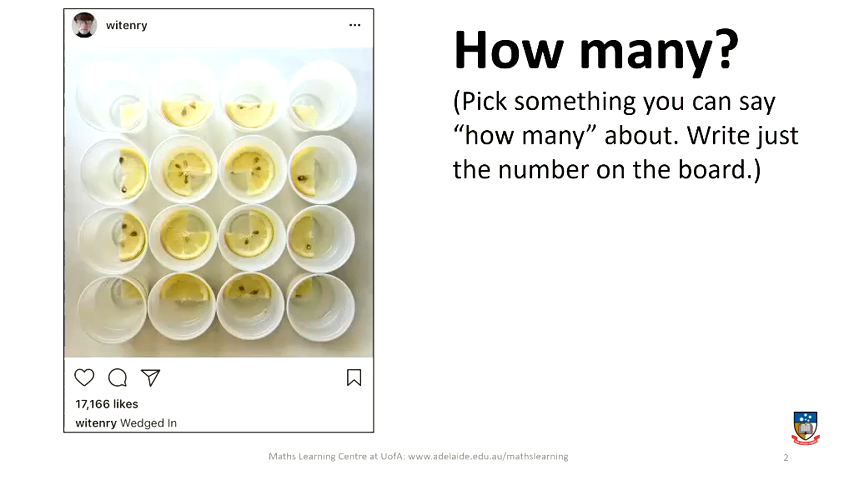 witenry
How many?
(Pick something you can say
“how many” about. Write just
the number on the board.)
17,166 likes
witenry Wedged In
Maths Learning Centre at UofA: www.adelaide.edu.au/mathslearning
2